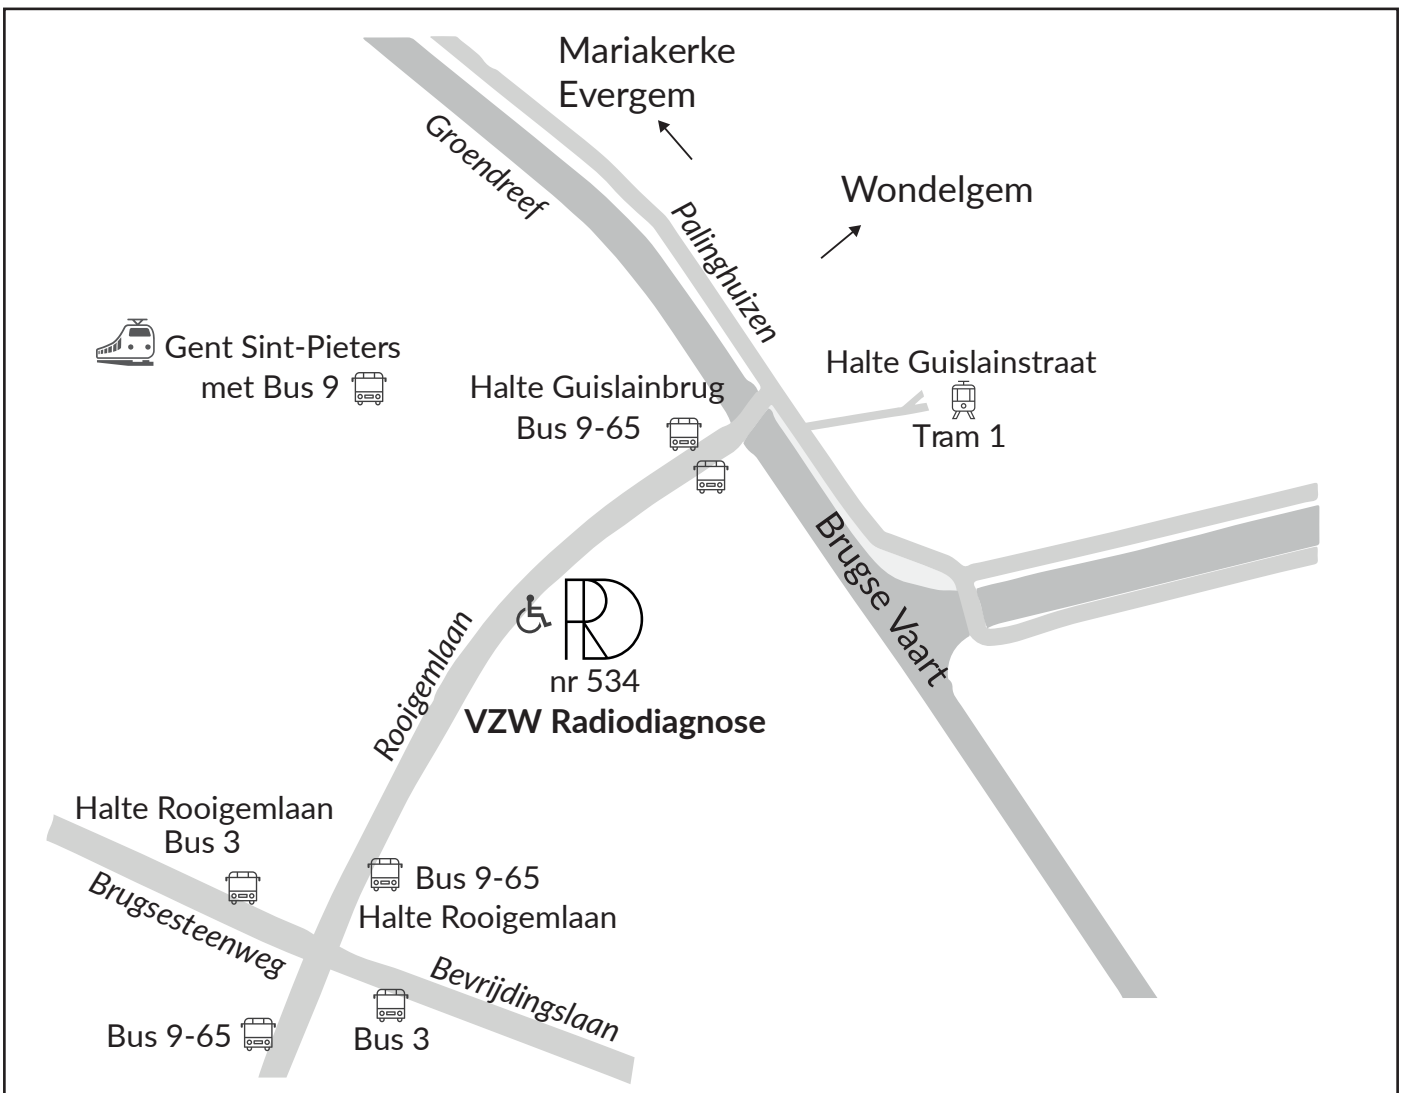 Mariakerke
Evergem
Groendreef
Wondelgem
Palinghuizen
Gent Sint-Pieters
met Bus 9
Halte Guislainbrug
Bus 9-65
Halte Guislainstraat
Tram 1
Brugse Vaart
RD
nr 534
VZW Radiodiagnose
Rooigemlaan
Halte Rooigemlaan
Bus 3
Brugsesteenweg
Bus 9-65
Halte Rooigemlaan
Bevrijdingslaan
Bus 9-65
Bus 3